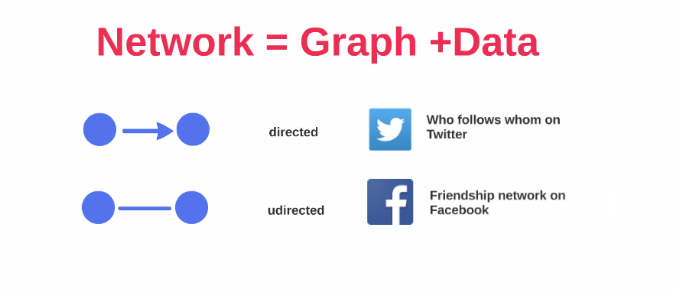 Network = Graph +Data
directed
Who follows whom on
Twitter
udirected
Friendship network on
Facebook